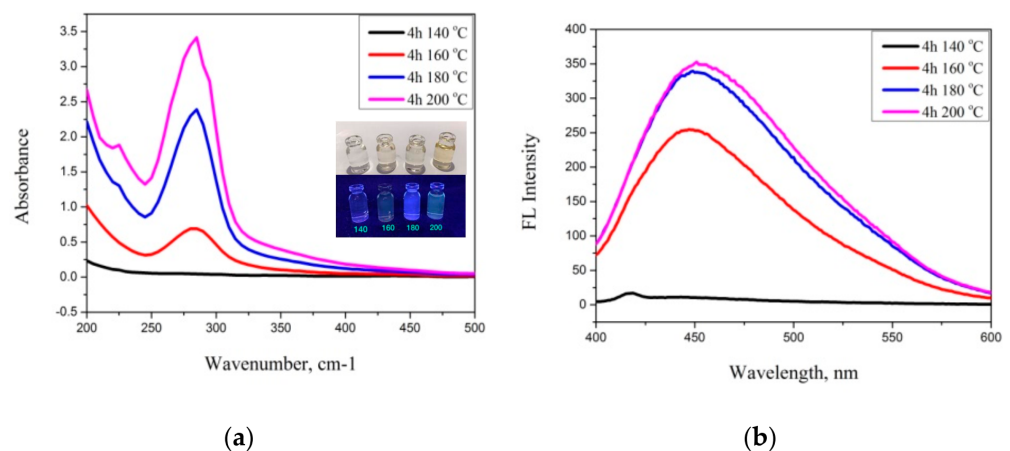 4h 140 °C
4h 160 °C
4h 180 °C
4h 200 °C
3.5
3.0
2.5
2.0
1.5
1.0
0.5
0.0
-0.5
Absorbance
140 160 180 200
200 250 300 350 400 450 500
Wavenumber, cm-1
(a)
4h 140 °C
4h 160 °C
4h 180 °C
4h 200 °C
400
350
300
250
200
150
100
50
0
FL Intensity
400 450 500 550 600
Wavelength, nm
(b)